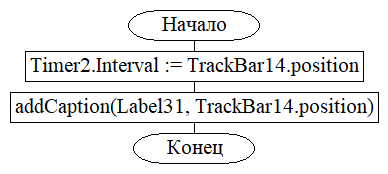 Начало
Timer2.Interval := TrackBar14.position
addCaption(Label31, TrackBar14.position)
Конец